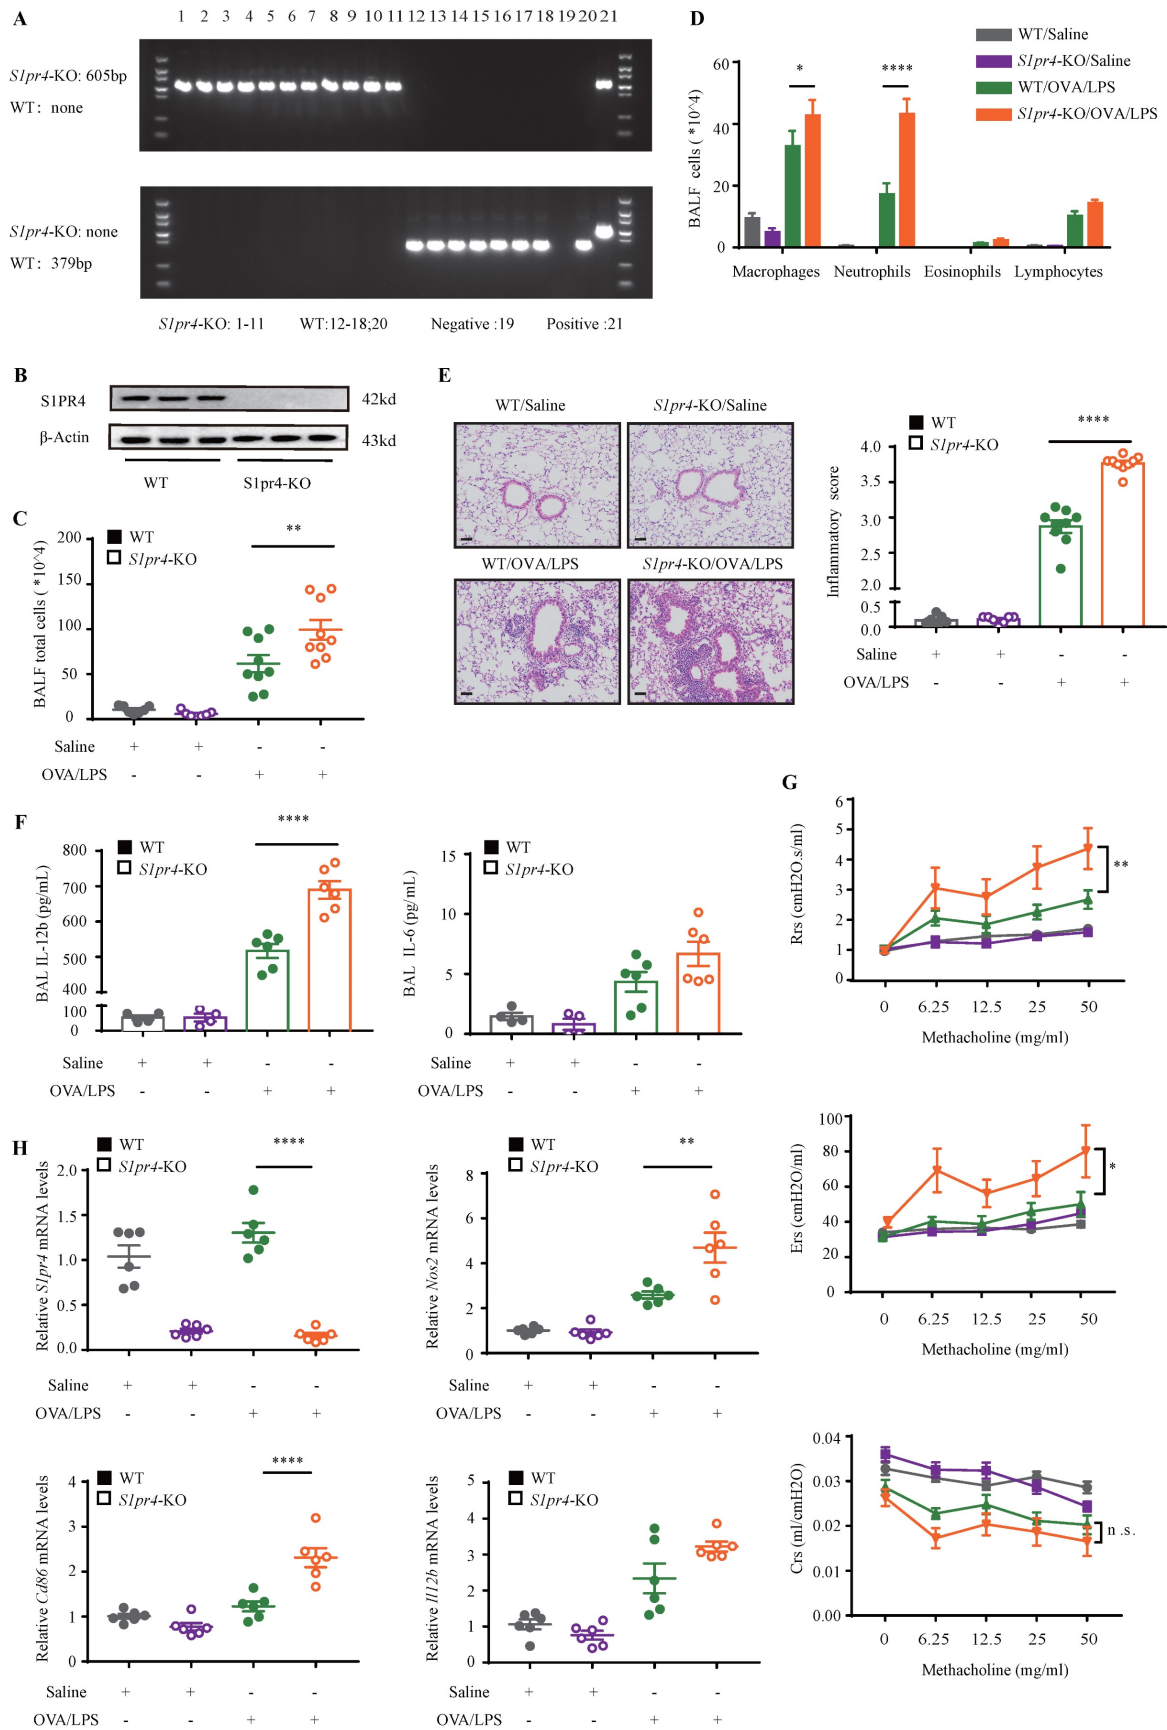 A
1 2 3 4 5 6 7 8 9 10 11 12 13 14 15 16 17 18 19 20 21
S1pr4-KO: 605bp
WT: none
S1pr4-KO: none
WT: 379bp
S1pr4-KO: 1-11 WT:12-18;20 Negative :19 Positive :21
B
S1PR4 42kd
β-Actin 43kd
WT S1pr4-KO
C
WT
S1pr4-KO
**
BALF total cells ( *10^4)
200
150
100
50
0
Saline + + - -
OVA/LPS - - + +
D
WT/Saline
S1pr4-KO/Saline
WT/OVA/LPS
S1pr4-KO/OVA/LPS
* ****
BALF cells ( *10^4)
60
40
20
0
Macrophages Neutrophils Eosinophils Lymphocytes
E
WT/Saline S1pr4-KO/Saline
WT/OVA/LPS S1pr4-KO/OVA/LPS
WT
S1pr4-KO
****
Inflammatory score
4.0
3.5
3.0
2.5
2.0
0.5
0.0
Saline + + - -
OVA/LPS - - + +
F
WT
S1pr4-KO
****
BAL IL-12b (pg/mL)
800
700
600
500
400
100
0
Saline + + - -
OVA/LPS - - + +
WT
S1pr4-KO
BAL IL-6 (pg/mL)
15
10
5
0
Saline + + - -
OVA/LPS - - + +
G
Rrs (cmH2O.s/ml)
6
5
4
3
2
1
0
**
0 6.25 12.5 25 50
Methacholine (mg/ml)
Ers (cmH2O/ml)
100
80
60
40
20
0
*
0 6.25 12.5 25 50
Methacholine (mg/ml)
Crs (ml/cmH2O)
0.04
0.03
0.02
0.01
0.00
n .s.
0 6.25 12.5 25 50
Methacholine (mg/ml)
H
WT
S1pr4-KO
****
Relative S1pr4 mRNA levels
2.0
1.5
1.0
0.5
0.0
Saline + + - -
OVA/LPS - - + +
WT
S1pr4-KO
**
Relative Nos2 mRNA levels
8
6
4
2
0
Saline + + - -
OVA/LPS - - + +
WT
S1pr4-KO
****
Relative Cd86 mRNA levels
4
3
2
1
0
Saline + + - -
OVA/LPS - - + +
WT
S1pr4-KO
Relative Il12b mRNA levels
5
4
3
2
1
0
Saline + + - -
OVA/LPS - - + +